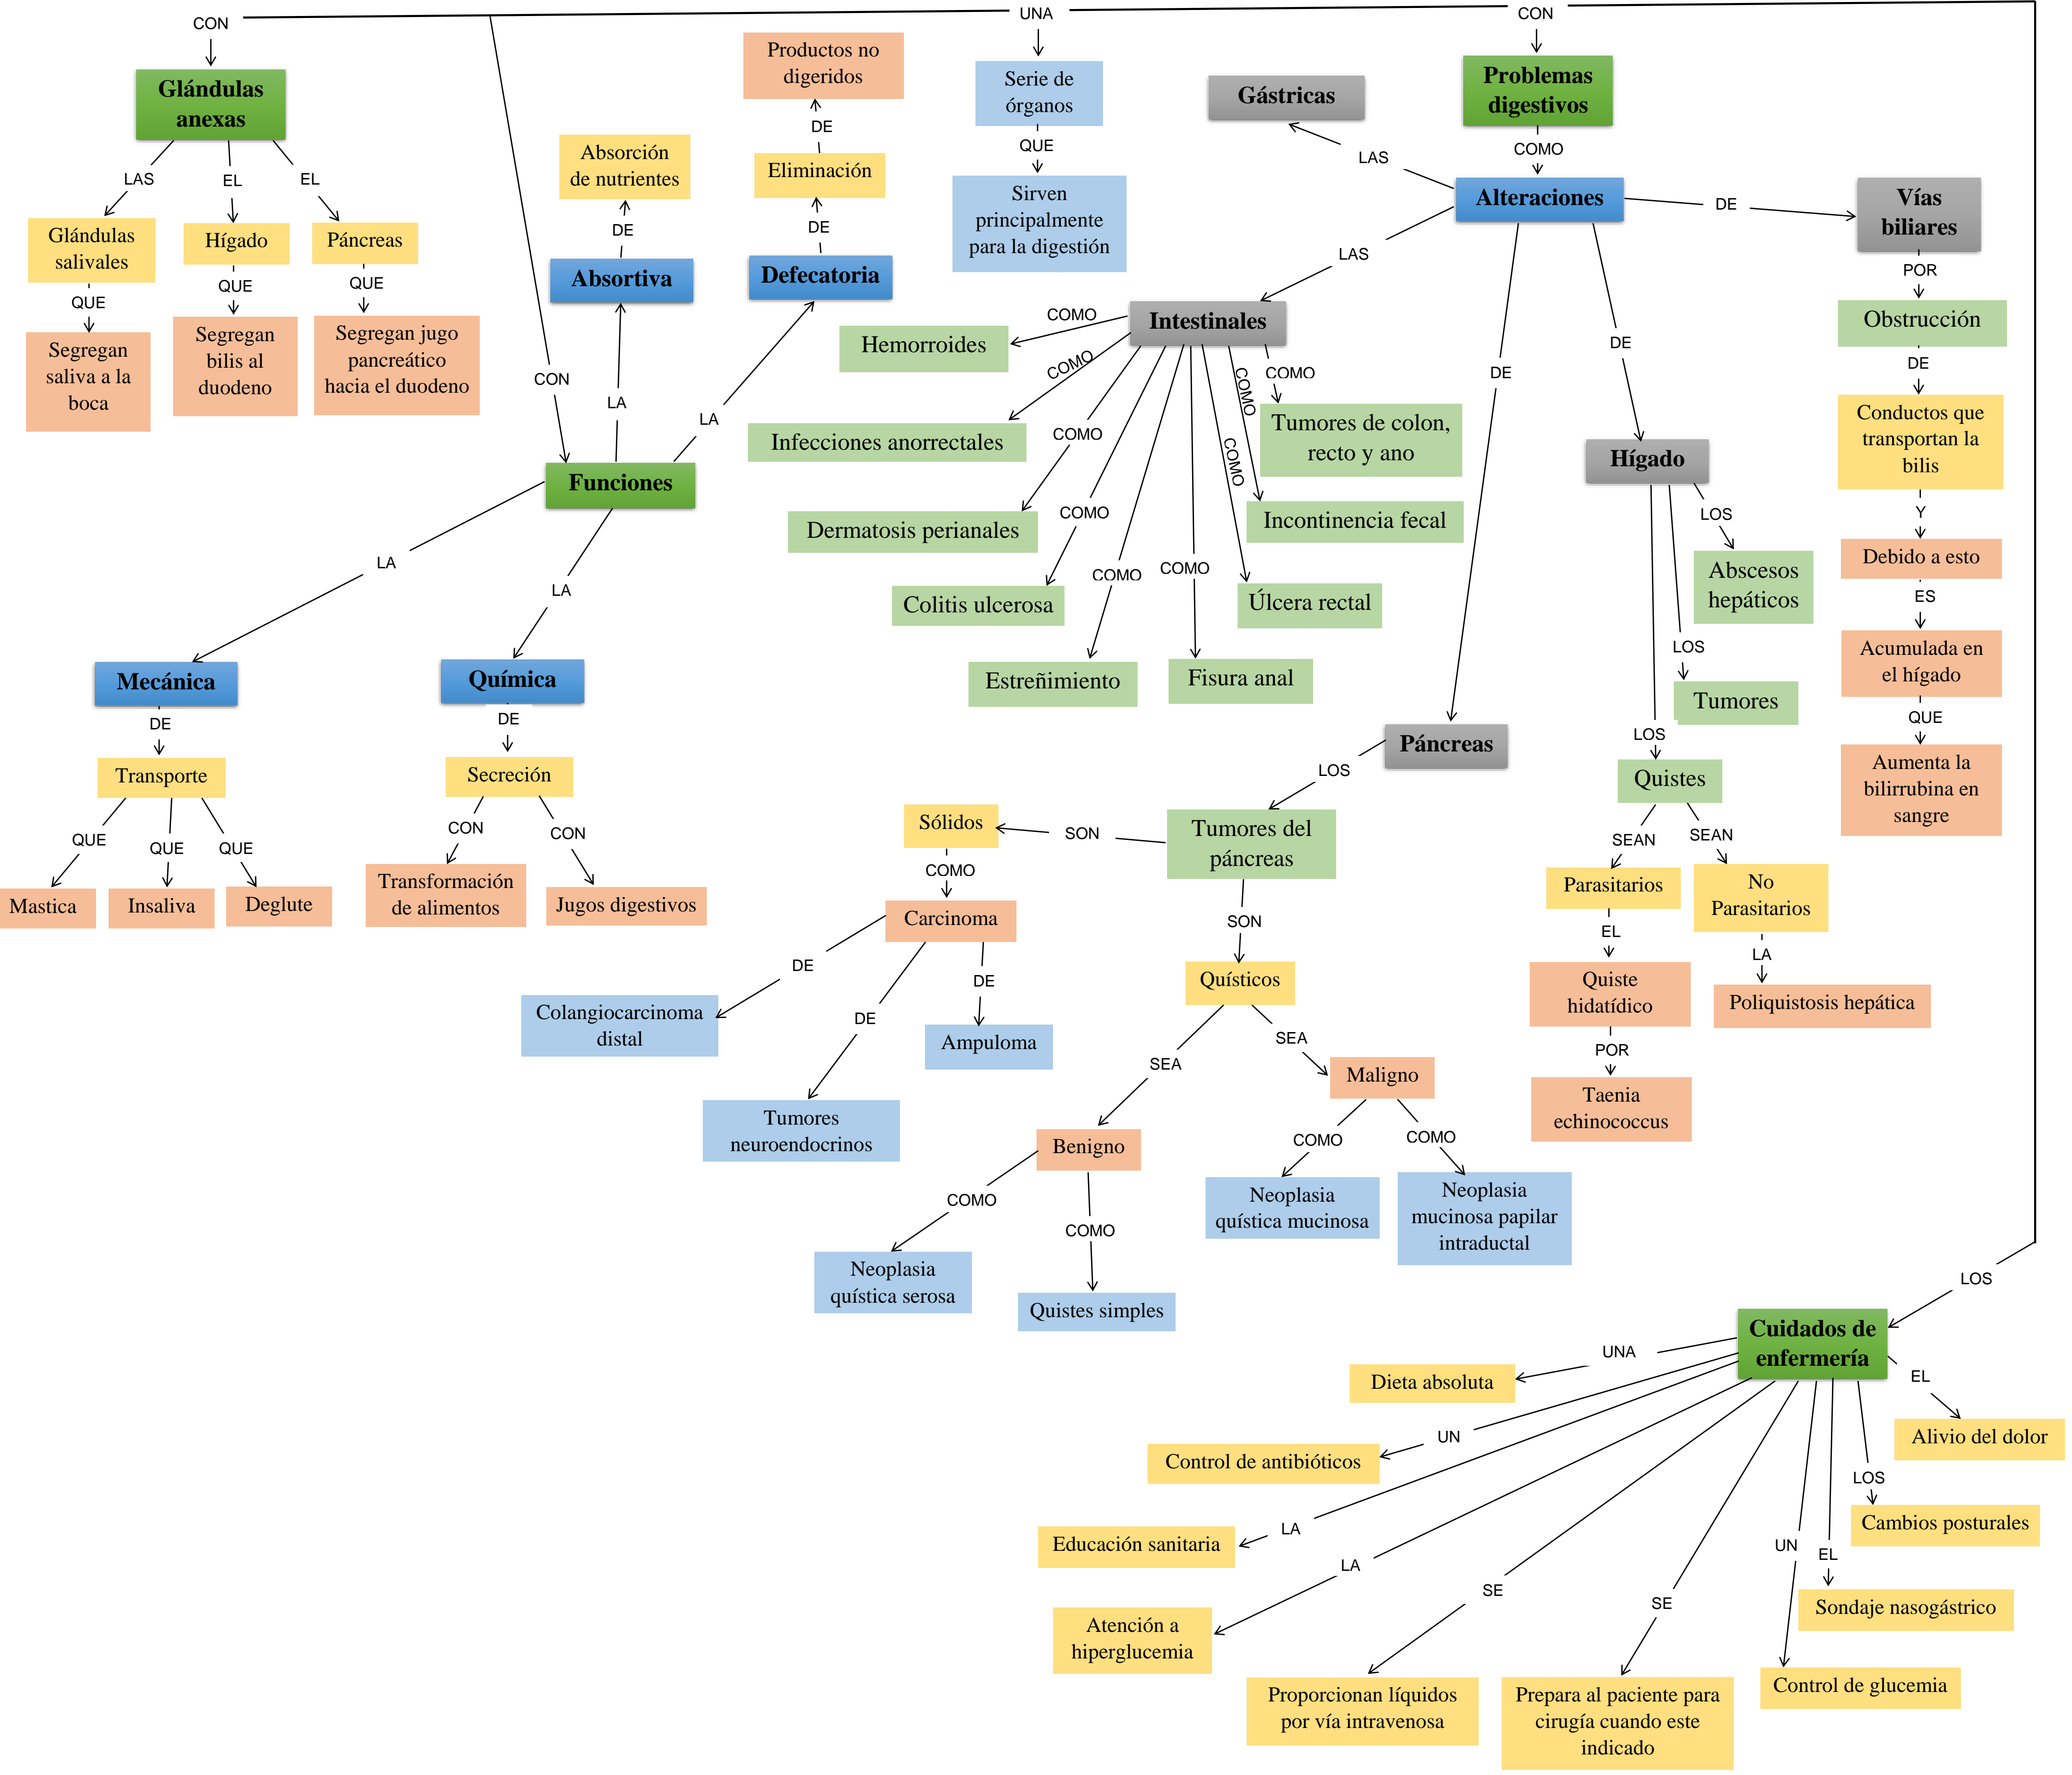 CON
UNA
CON
Glándulas
anexas
LAS
EL
EL
Glándulas
salivales
Hígado
Páncreas
QUE
QUE
QUE
Segregan
saliva a la
boca
Segregan
bilis al
duodeno
Segregan jugo
pancreático
hacia el duodeno
CON
Funciones
LA
Absortiva
DE
Absorción
de nutrientes
LA
Defecatoria
DE
Eliminación
DE
Productos no
digeridos
LA
Mecánica
DE
Transporte
QUE
QUE
QUE
Mastica
Insaliva
Deglute
LA
Química
DE
Secreción
CON
CON
Transformación
de alimentos
Jugos digestivos
Serie de
órganos
QUE
Sirven
principalmente
para la digestión
Problemas
digestivos
COMO
Alteraciones
LAS
Gástricas
LAS
Intestinales
COMO
Hemorroides
COMO
Infecciones anorrectales
COMO
Dermatosis perianales
COMO
Colitis ulcerosa
COMO
Estreñimiento
COMO
Fisura anal
COMO
Úlcera rectal
COMO
Incontinencia fecal
COMO
Tumores de colon,
recto y ano
DE
Páncreas
LOS
Tumores del
páncreas
SON
Sólidos
COMO
Carcinoma
DE
Colangiocarcinoma
distal
DE
Tumores
neuroendocrinos
DE
Ampuloma
SON
Quísticos
SEA
Benigno
COMO
Neoplasia
quística serosa
COMO
Quistes simples
SEA
Maligno
COMO
Neoplasia
quística mucinosa
COMO
Neoplasia
mucinosa papilar
intraductal
DE
Hígado
LOS
Abscesos
hepáticos
LOS
Tumores
LOS
Quistes
SEAN
Parasitarios
EL
Quiste
hidatídico
POR
Taenia
echinococcus
SEAN
No
Parasitarios
LA
Poliquistosis hepática
DE
Vías
biliares
POR
Obstrucción
DE
Conductos que
transportan la
bilis
Y
Debido a esto
ES
Acumulada en
el hígado
QUE
Aumenta la
bilirrubina en
sangre
LOS
Cuidados de
enfermería
UNA
Dieta absoluta
UN
Control de antibióticos
LA
Educación sanitaria
LA
Atención a
hiperglucemia
SE
Proporcionan líquidos
por vía intravenosa
SE
Prepara al paciente para
cirugía cuando este
indicado
UN
Control de glucemia
EL
Sondaje nasogástrico
LOS
Cambios posturales
EL
Alivio del dolor